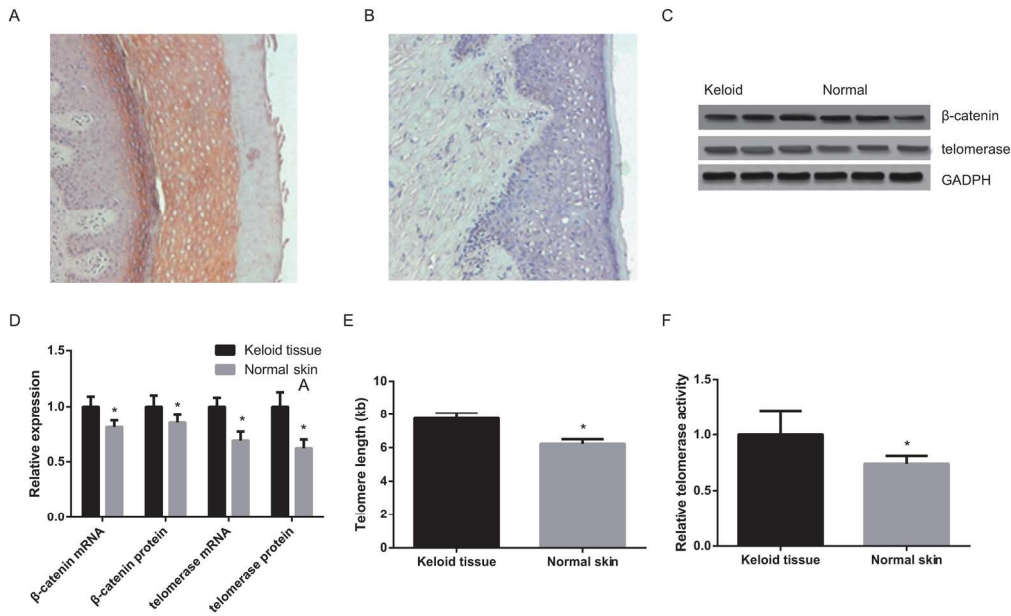 A
B
C
Keloid Normal
β-catenin
telomerase
GADPH
D
Relative expression
1.5
1.0
0.5
0.0
Keloid tissue
Normal skin
A
*
*
*
*
β-catenin mRNA
β-catenin protein
telomerase mRNA
telomerase protein
E
Telomere length (kb)
10
8
6
4
2
0
*
Keloid tissue Normal skin
F
Relative telomerase activity
1.5
1.0
0.5
0.0
*
Keloid tissue Normal skin